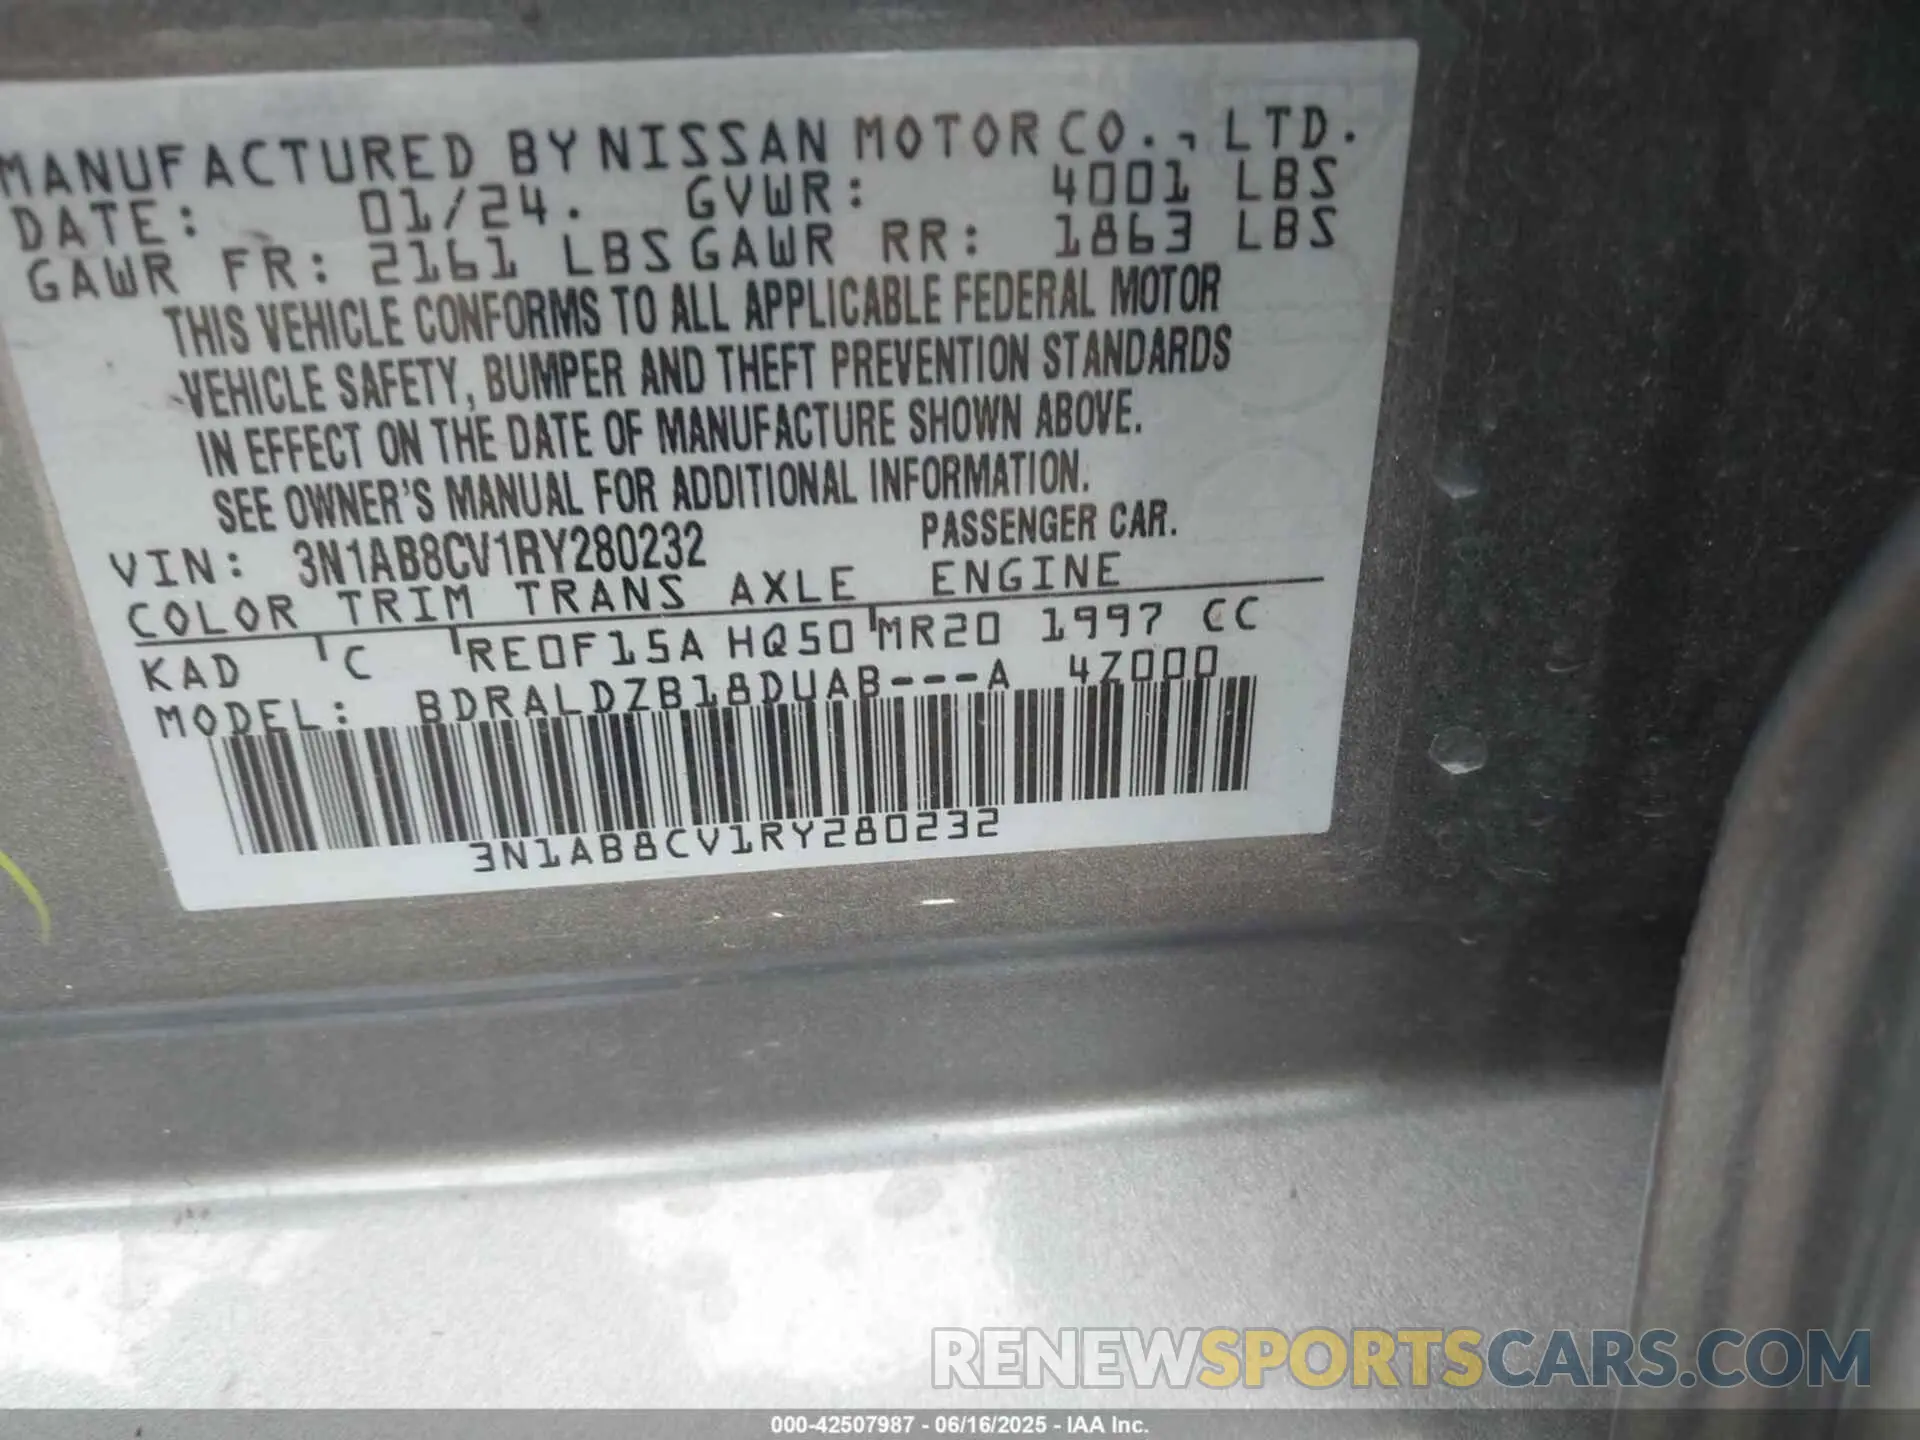 MANUFACTURED BY NISSAN MOTOR CO., LTD.
DATE: 01/24. GVWR: 4001 LBS
GAWR FR: 2161 LBS GAWR RR: 1863 LBS
THIS VEHICLE CONFORMS TO ALL APPLICABLE FEDERAL MOTOR
VEHICLE SAFETY, BUMPER AND THEFT PREVENTION STANDARDS
IN EFFECT ON THE DATE OF MANUFACTURE SHOWN ABOVE.
SEE OWNER'S MANUAL FOR ADDITIONAL INFORMATION.
VIN: 3N1AB8CV1RY280232 PASSENGER CAR.
COLOR TRIM TRANS AXLE ENGINE
KAD C RE0F15A HQ50 MR20 1997 CC
MODEL: BDRALDZB18DUAB---A 4Z000
3N1AB8CV1RY280232
RENEWSPORTSCARS.COM
000-42507987 - 06/16/2025 - IAA Inc.